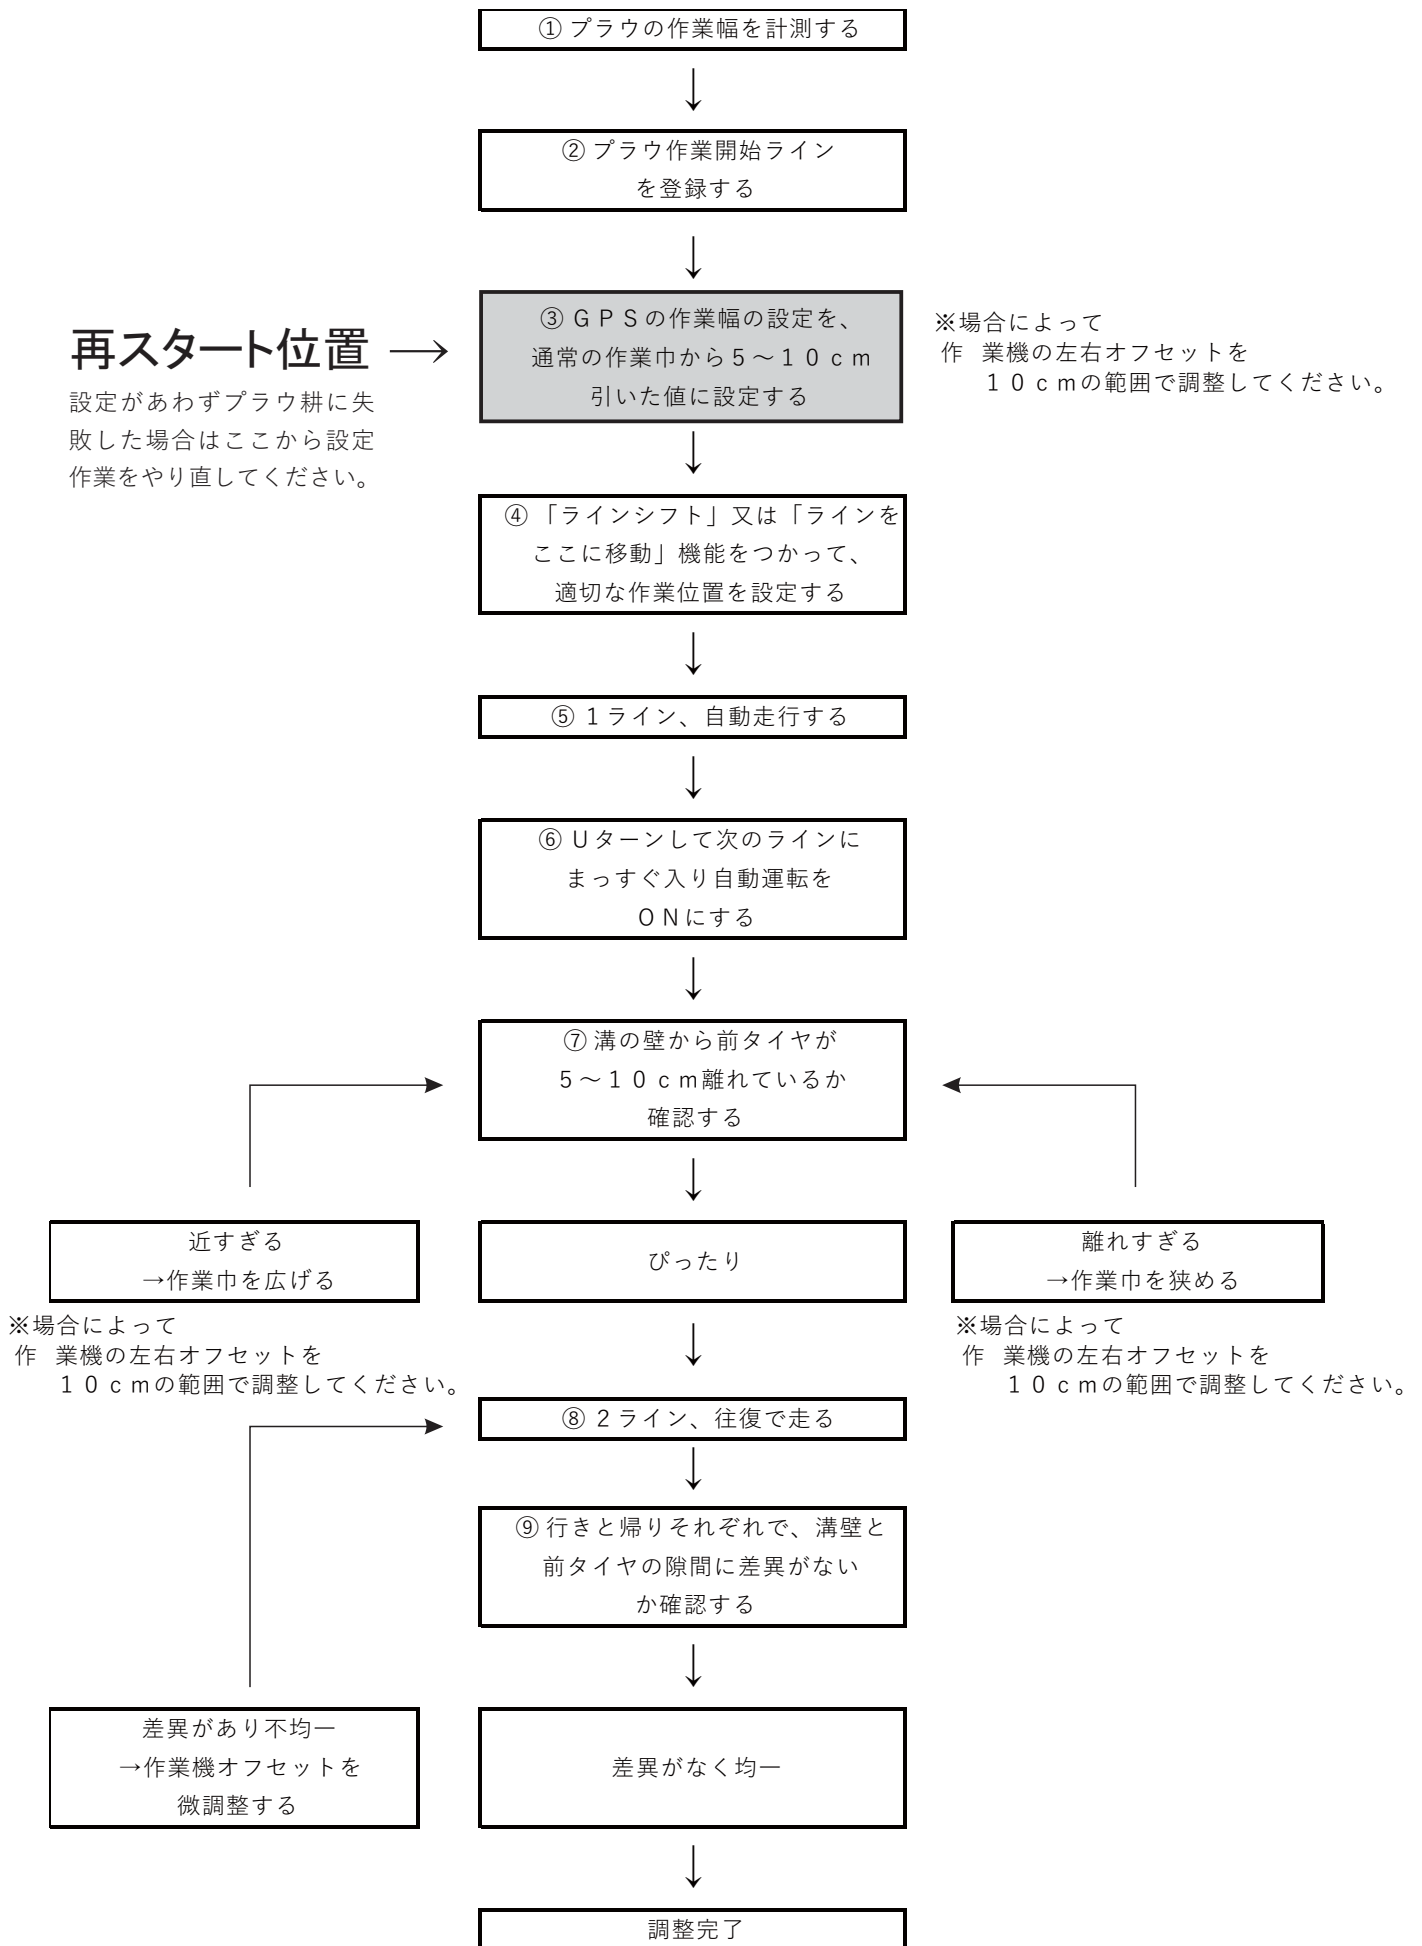 ① プラウの作業幅を計測する
↓
② プラウ作業開始ライン
を登録する
↓
再スタート位置 →
設定があわずプラウ耕に失
敗した場合はここから設定
作業をやり直してください。
③ ＧＰＳの作業幅の設定を、
通常の作業巾から５～１０ｃｍ
引いた値に設定する
※場合によって
作 業機の左右オフセットを
１０ｃｍの範囲で調整してください。
↓
④ 「ラインシフト」又は「ラインを
ここに移動」機能をつかって、
適切な作業位置を設定する
↓
⑤ １ライン、自動走行する
↓
⑥ Ｕターンして次のラインに
まっすぐ入り自動運転を
ＯＮにする
↓
⑦ 溝の壁から前タイヤが
５～１０ｃｍ離れているか
確認する
↓
近すぎる
→作業巾を広げる
※場合によって
作 業機の左右オフセットを
１０ｃｍの範囲で調整してください。
ぴったり
離れすぎる
→作業巾を狭める
※場合によって
作 業機の左右オフセットを
１０ｃｍの範囲で調整してください。
↓
⑧ ２ライン、往復で走る
↓
⑨ 行きと帰りそれぞれで、溝壁と
前タイヤの隙間に差異がない
か確認する
↓
差異があり不均一
→作業機オフセットを
微調整する
差異がなく均一
↓
調整完了